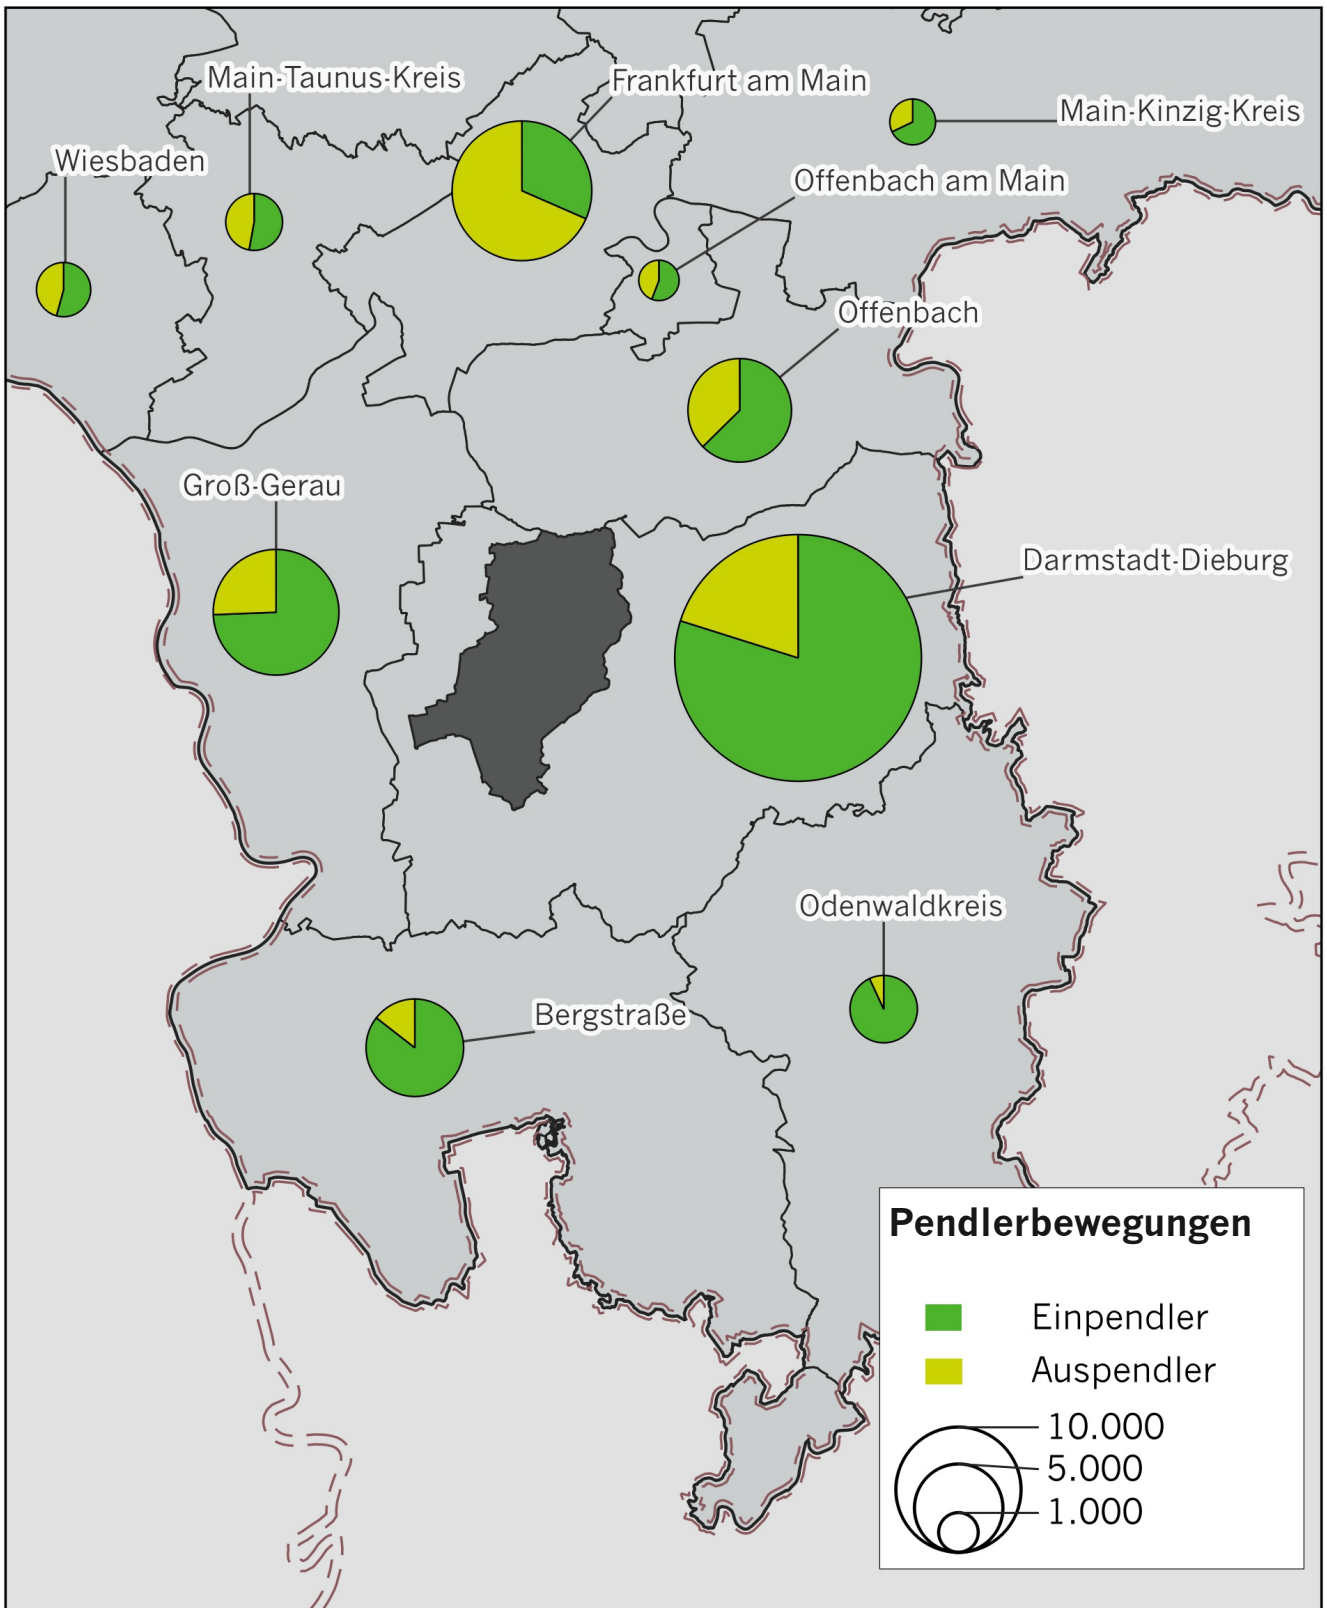 Main-Taunus-Kreis
Frankfurt am Main
Main-Kinzig-Kreis
Wiesbaden
Offenbach am Main
Offenbach
Groß-Gerau
Darmstadt-Dieburg
Odenwaldkreis
Bergstraße
Pendlerbewegungen
Einpendler
Auspendler
10.000
5.000
1.000